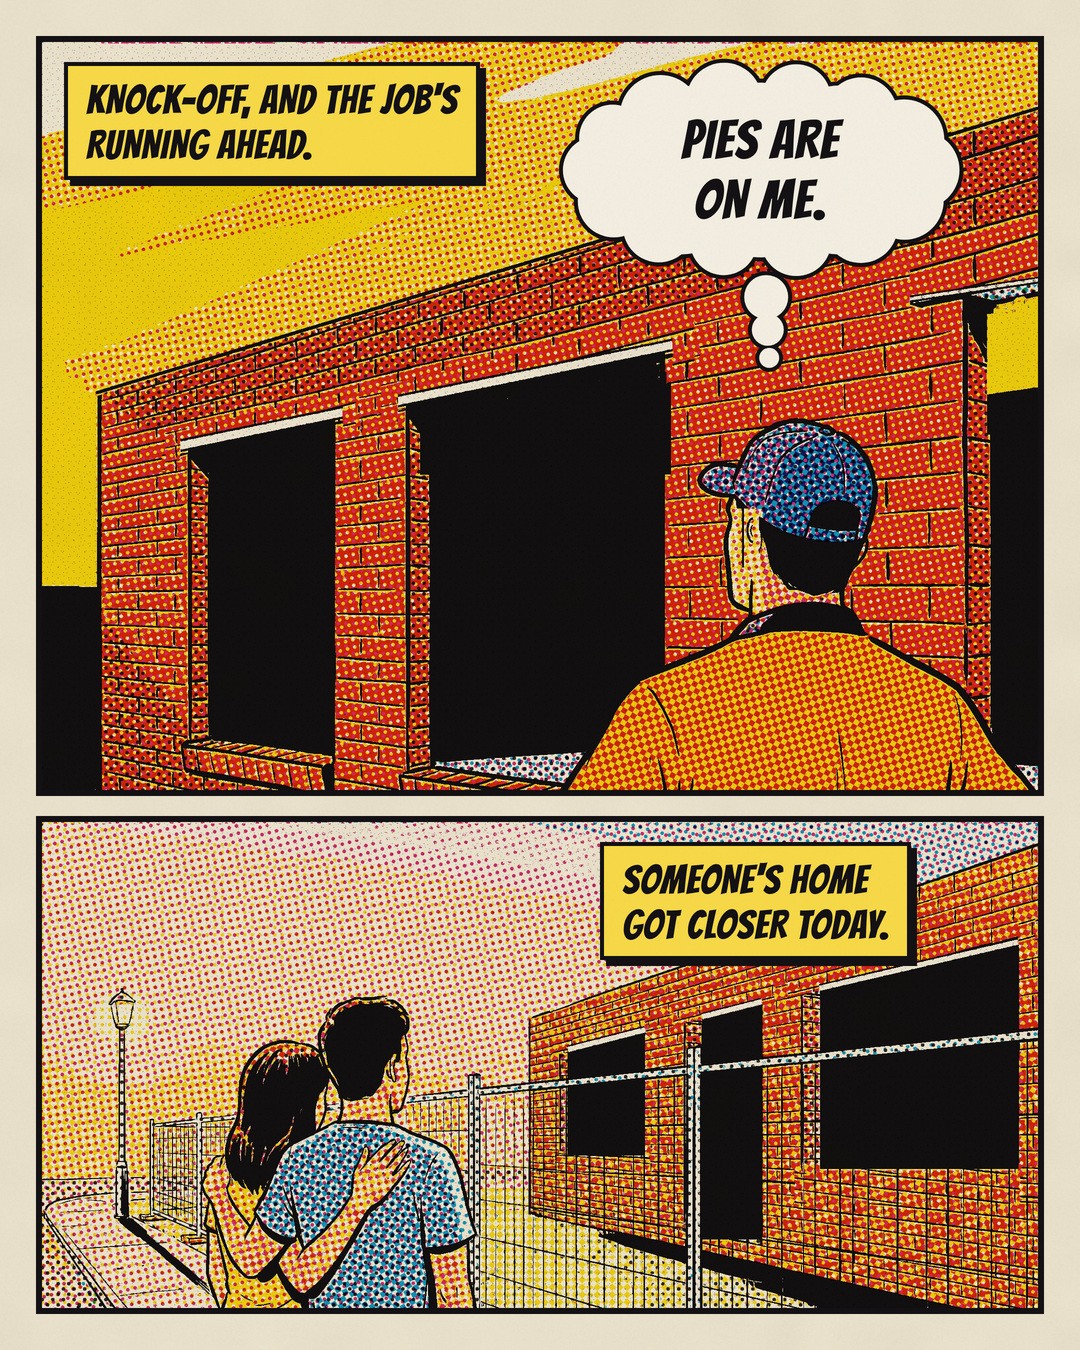 KNOCK-OFF, AND THE JOB'S
RUNNING AHEAD.
PIES ARE
ON ME.
SOMEONE'S HOME
GOT CLOSER TODAY.